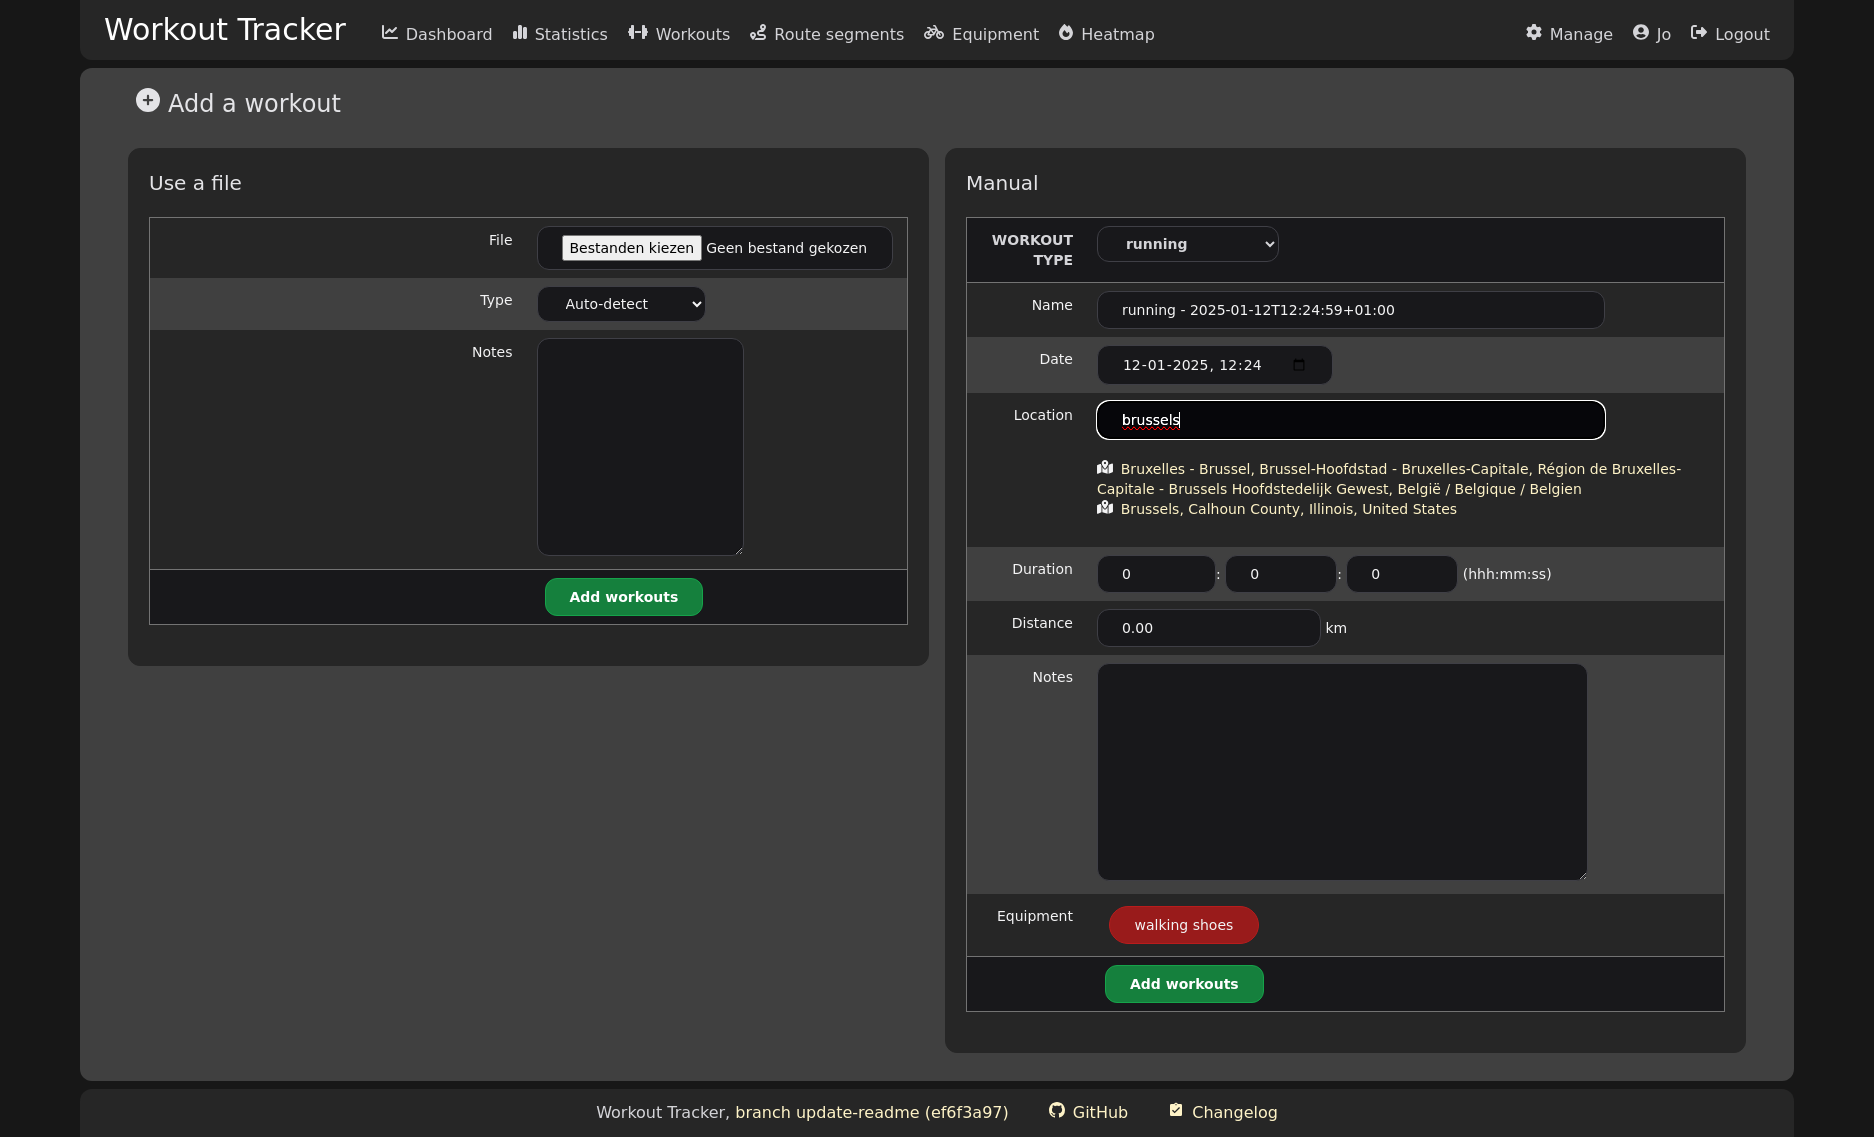 Workout Tracker
Dashboard
Statistics
Workouts
Route segments
Equipment
Heatmap
Manage
Jo
Logout
Add a workout
Use a file
File
Bestanden kiezen Geen bestand gekozen
Type
Auto-detect
Notes
Add workouts
Manual
WORKOUT
TYPE
running
Name
running - 2025-01-12T12:24:59+01:00
Date
12-01-2025, 12:24
Location
brussels
Bruxelles - Brussel, Brussel-Hoofdstad - Bruxelles-Capitale, Région de Bruxelles-
Capitale - Brussels Hoofdstedelijk Gewest, België / Belgique / Belgien
Brussels, Calhoun County, Illinois, United States
Duration
0 : 0 : 0 (hhh:mm:ss)
Distance
0.00 km
Notes
Equipment
walking shoes
Add workouts
Workout Tracker, branch update-readme (ef6f3a97)
GitHub
Changelog